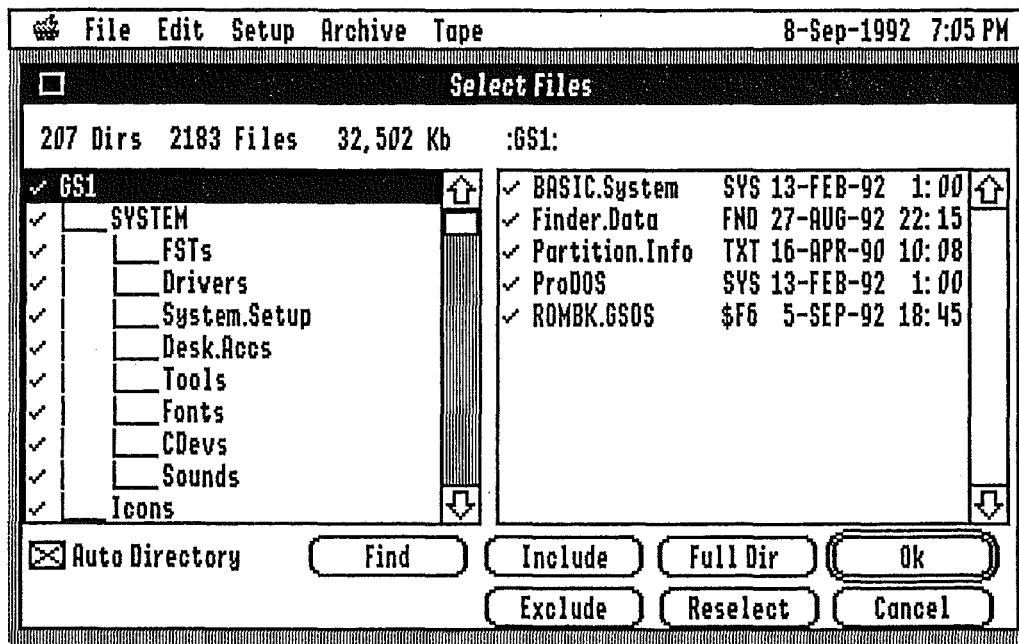 File Edit Setup Archive Tape 8-Sep-1992 7:05 PM
Select Files
207 Dirs 2183 Files 32,502 Kb :GS1:
GS1
SYSTEM
FSTs
Drivers
System.Setup
Desk.Accs
Tools
Fonts
CDevs
Sounds
Icons
BASIC.System SYS 13-FEB-92 1:00
Finder.Data FND 27-AUG-92 22:15
Partition.Info TXT 16-APR-90 10:08
ProDOS SYS 13-FEB-92 1:00
ROMBK.GSOS $F6 5-SEP-92 18:45
Auto Directory Find Include Full Dir Ok
Exclude Reselect Cancel